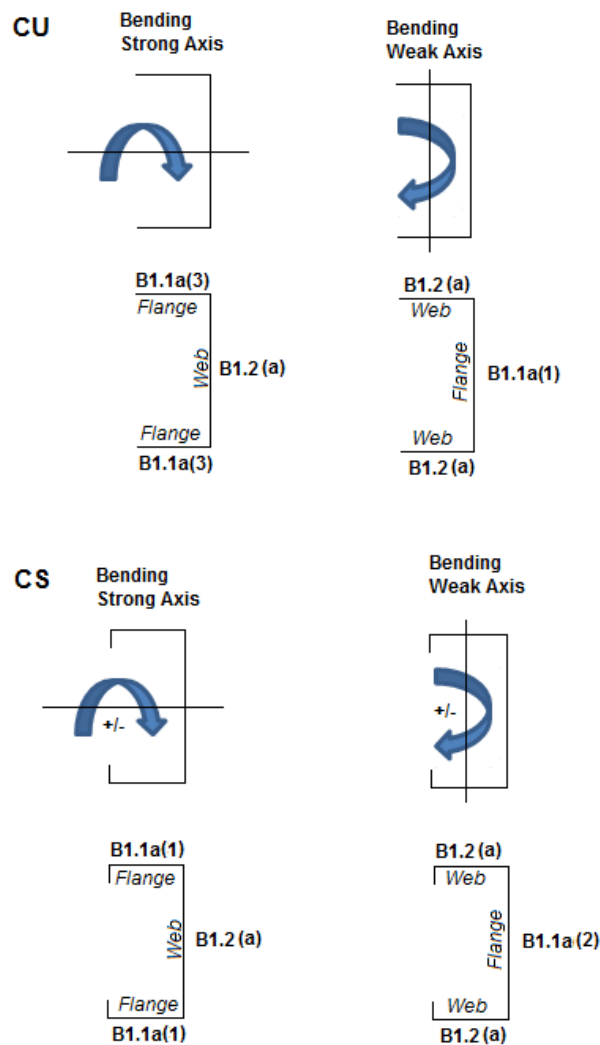 CU
Bending
Strong Axis
Bending
Weak Axis
B1.1a(3)
Flange
Web
B1.2 (a)
Flange
B1.1a(3)
B1.2 (a)
Web
Flange
B1.1a(1)
Web
B1.2 (a)
CS
Bending
Strong Axis
Bending
Weak Axis
+/-
+/-
B1.1a(1)
Flange
Web
B1.2 (a)
Flange
B1.1a(1)
B1.2 (a)
Web
Flange
B1.1a (2)
Web
B1.2 (a)